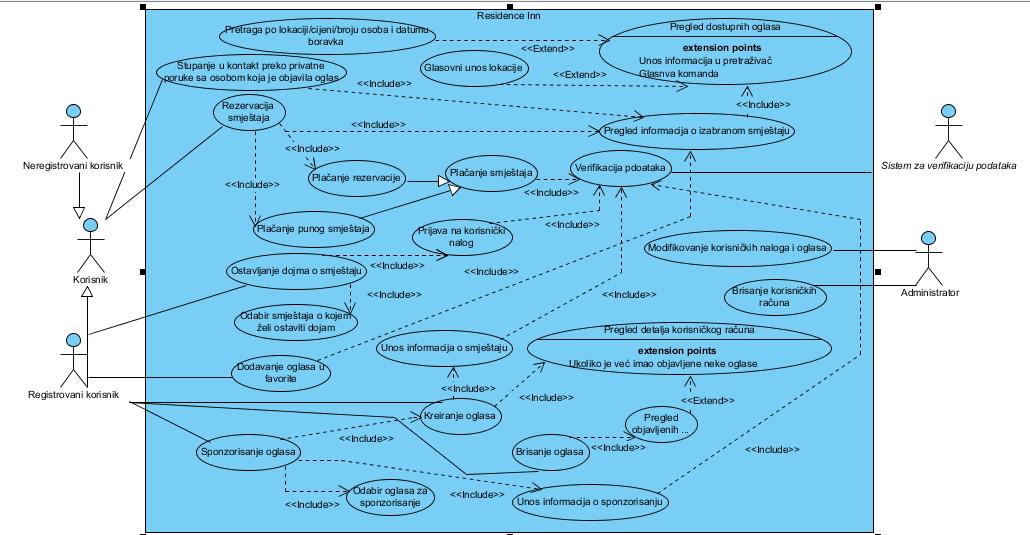 Residence Inn
Pretraga po lokaciji/cijeni/broju osoba i datumu
boravka
<<Extend>>
Pregled dostupnih oglasa
extension points
Unos informacija u pretraživač
Glasnva komanda
Stupanje u kontakt preko privatne
poruke sa osobom koja je objavila oglas
<<Include>>
Glasovni unos lokacije
<<Extend>>
Rezervacija
smještaja
<<Include>>
<<Include>>
Pregled informacija o izabranom smještaju
<<Include>>
Neregistrovani korisnik
Plačanje rezervacije
Plačanje smještaja
<<Include>>
Verifikacija pdoataka
Sistem za verifikaciju podataka
<<Include>>
Plačanje punog smještaja
Prijava na korisnički
nalog
<<Include>>
Modifikovanje korisničkih naloga i oglasa
Korisnik
Ostavljanje dojma o smještaju
<<Include>>
<<Include>>
Administrator
<<Include>>
<<Include>>
Brisanje korisničkih
računa
Odabir smještaja o kojem
želi ostaviti dojam
Unos informacija o smještaju
Pregled detalja korisničkog računa
extension points
Ukoliko je već imao objavljene neke oglase
Dodavanje oglasa u
favorite
Registrovani korisnik
<<Include>>
<<Include>>
<<Extend>>
Kreiranje oglasa
Pregled
objavljenih ...
<<Include>>
Sponzorisanje oglasa
Brisanje oglasa
<<Include>>
<<Include>>
Odabir oglasa za
sponzorisanje
<<Include>>
<<Include>>
Unos informacija o sponzorisanju